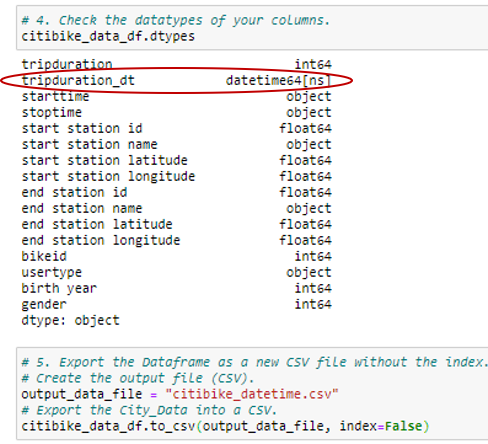 # 4. Check the datatypes of your columns.
citibike_data_df.dtypes
tripduration int64
tripduration_dt datetime64[ns]
starttime object
stoptime object
start station id float64
start station name object
start station latitude float64
start station longitude float64
end station id float64
end station name object
end station latitude float64
end station longitude float64
bikeid int64
usertype object
birth year int64
gender int64
dtype: object
# 5. Export the Dataframe as a new CSV file without the index.
# Create the output file (CSV).
output_data_file = "citibike_datetime.csv"
# Export the City_Data into a CSV.
citibike_data_df.to_csv(output_data_file, index=False)